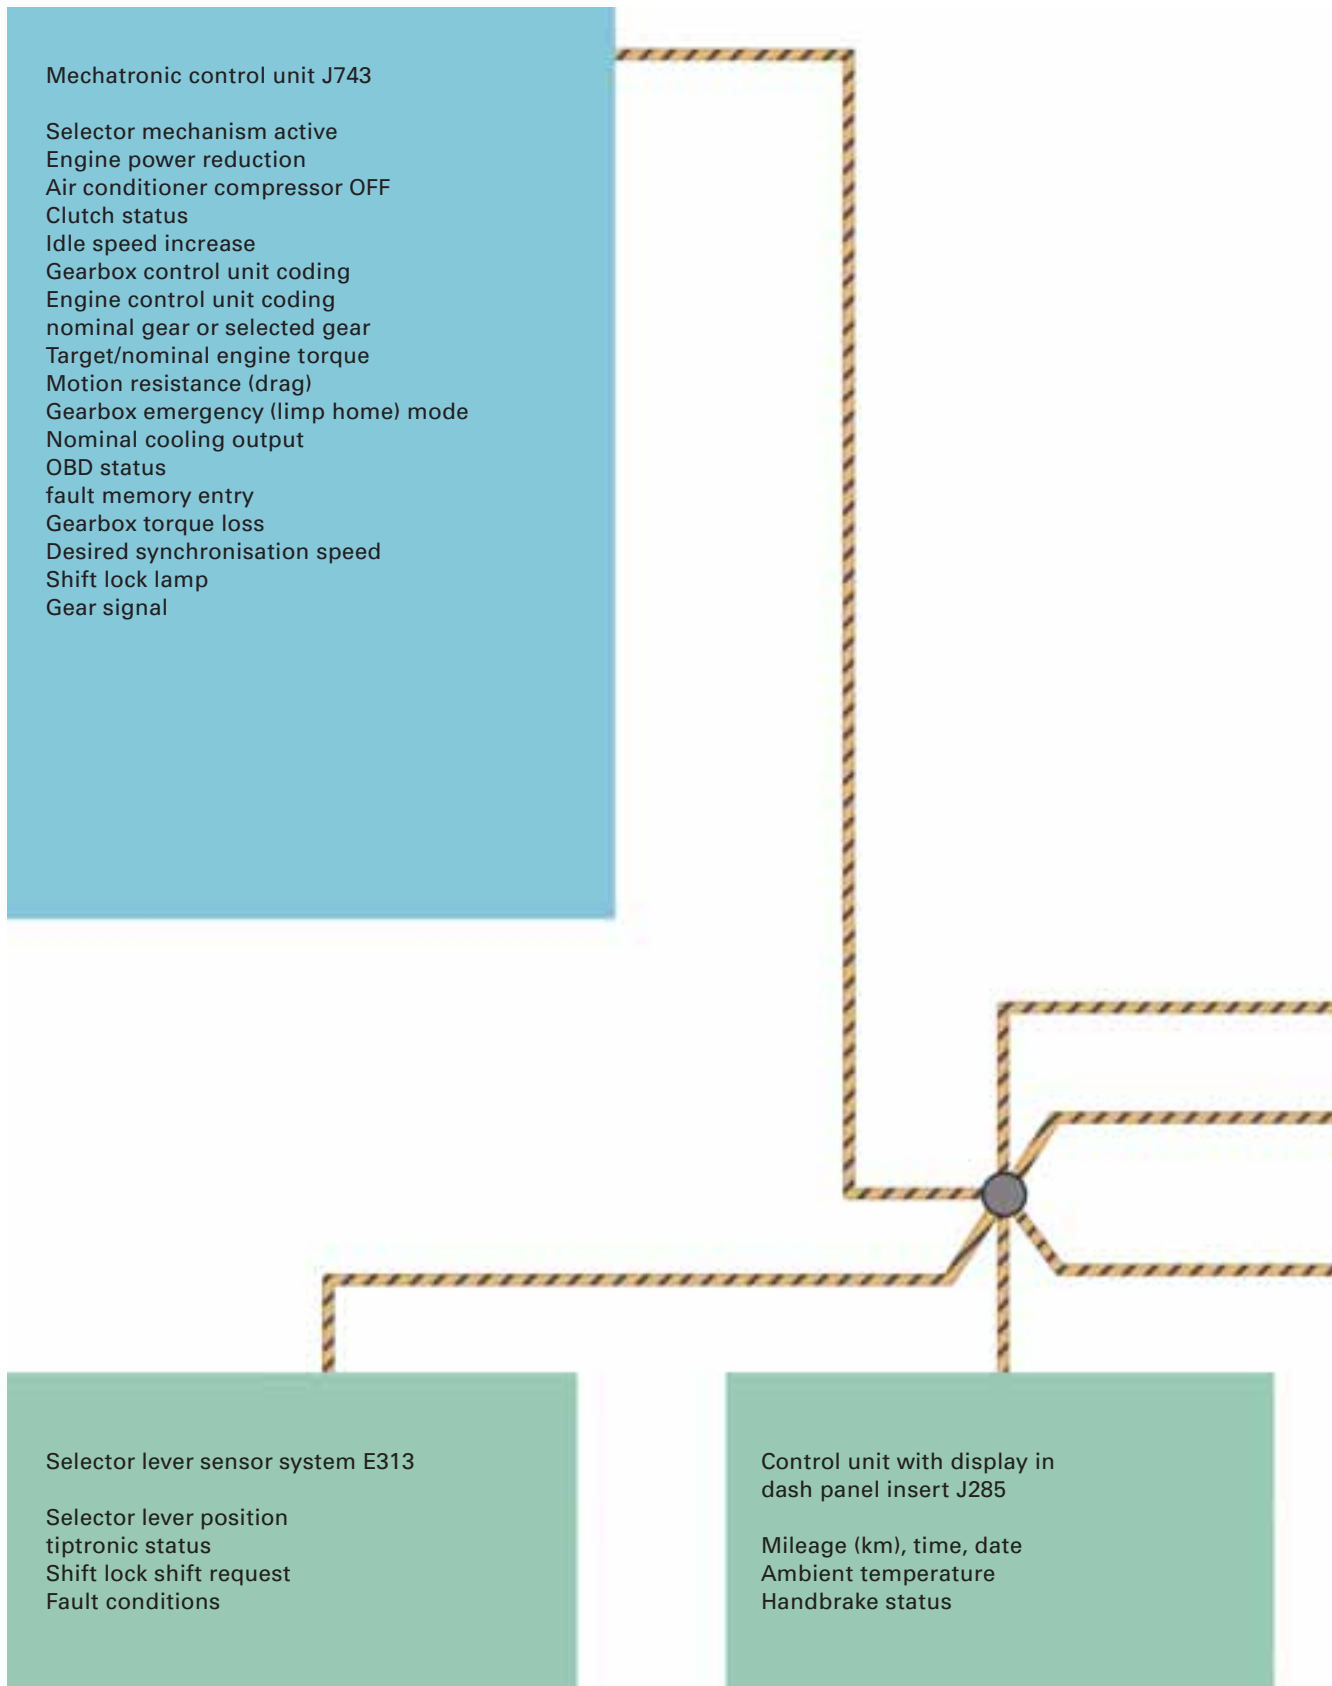 Mechatronic control unit J743
Selector mechanism active
Engine power reduction
Air conditioner compressor OFF
Clutch status
Idle speed increase
Gearbox control unit coding
Engine control unit coding
nominal gear or selected gear
Target/nominal engine torque
Motion resistance (drag)
Gearbox emergency (limp home) mode
Nominal cooling output
OBD status
fault memory entry
Gearbox torque loss
Desired synchronisation speed
Shift lock lamp
Gear signal
Selector lever sensor system E313
Selector lever position
tiptronic status
Shift lock shift request
Fault conditions
Control unit with display in
dash panel insert J285
Mileage (km), time, date
Ambient temperature
Handbrake status